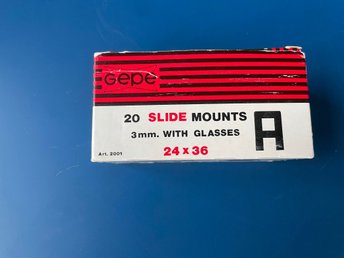 Gepe
20 SLIDE MOUNTS
3mm. WITH GLASSES
A
24 x 36
Art. 2001